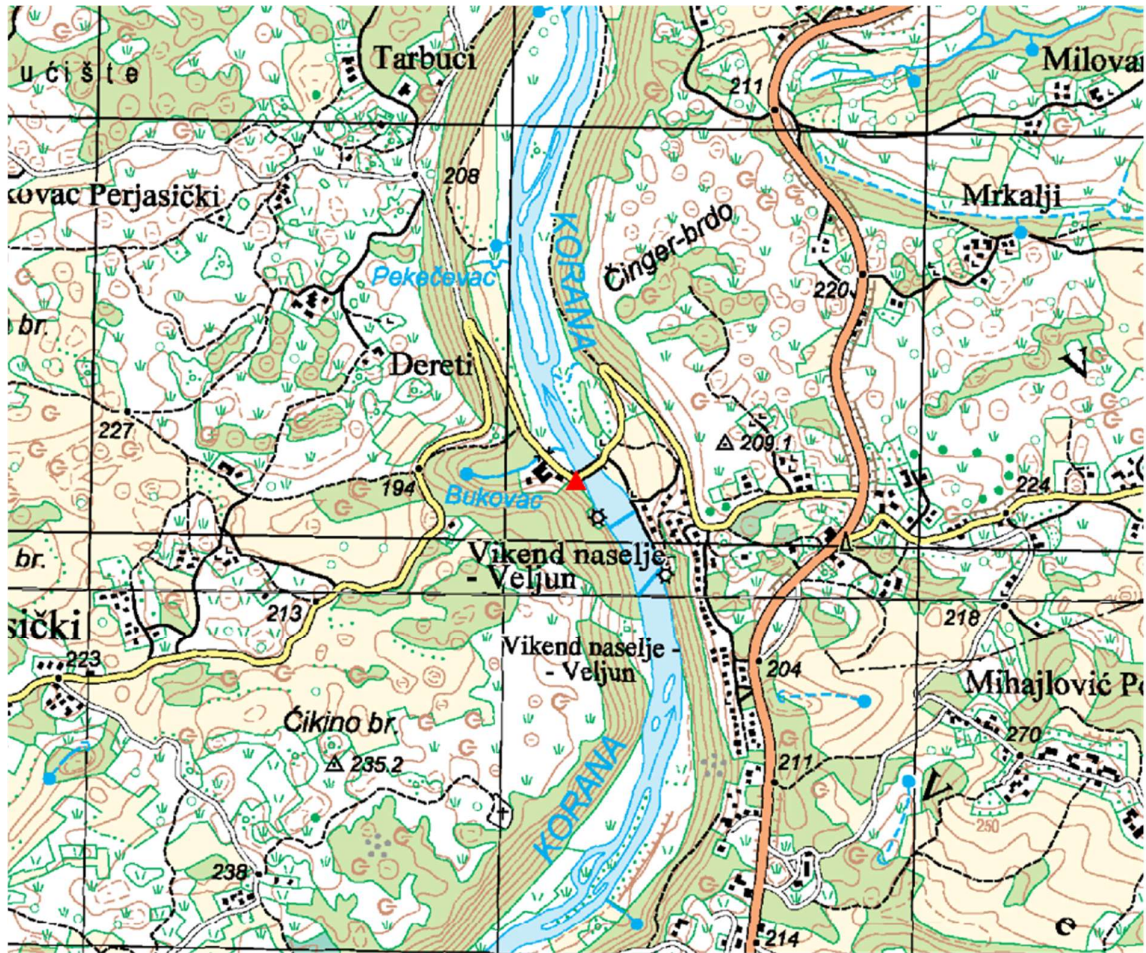 ućište
Tarbuci
211
Milova
208
kovac Perjasički
Mrkalji
KORANA
Činger-brdo
Pekečevac
220
br.
Dereti
V
227
209.1
194
Bukovac
224
Vikend naselje
- Veljun
br.
213
218
sički
223
Vikend naselje -
- Veljun
204
Mihajlović P
Ćikino br.
270
235.2
KORANA
211
V
250
238
e
214